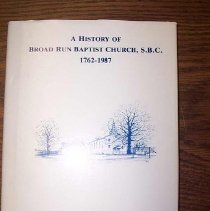 A HISTORY OF
BROAD RUN BAPTIST CHURCH, S.B.C.
1762-1987